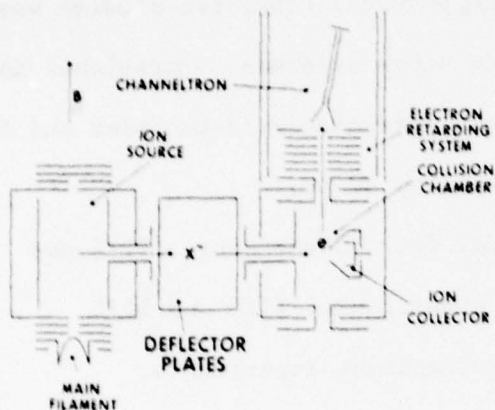 CHANNELTRON
B
ION
SOURCE
ELECTRON
RETARDING
SYSTEM
COLLISION
CHAMBER
X⁻
ION
COLLECTOR
DEFLECTOR
PLATES
MAIN
FILAMENT